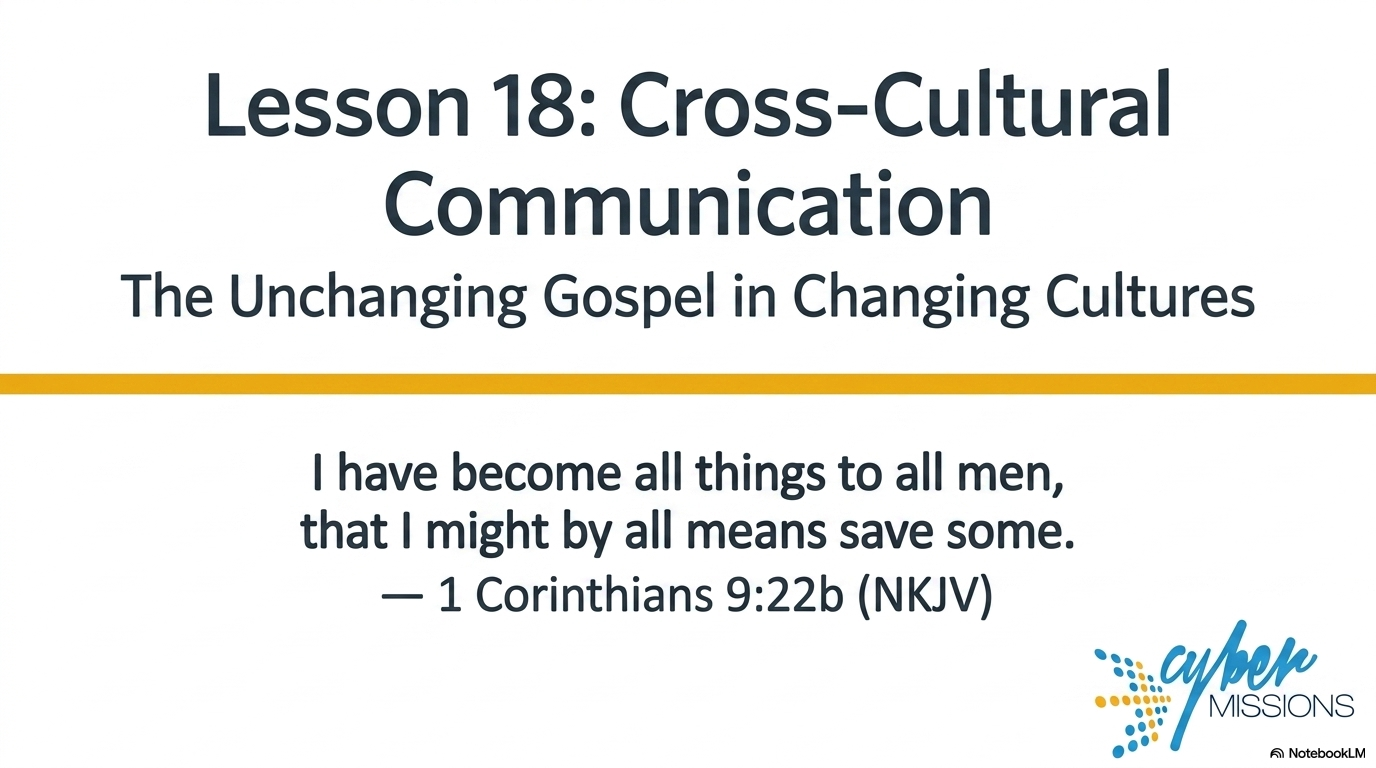 Lesson 18: Cross-Cultural
Communication
The Unchanging Gospel in Changing Cultures
I have become all things to all men,
that I might by all means save some.
— 1 Corinthians 9:22b (NKJV)
cyber
MISSIONS
NotebookLM